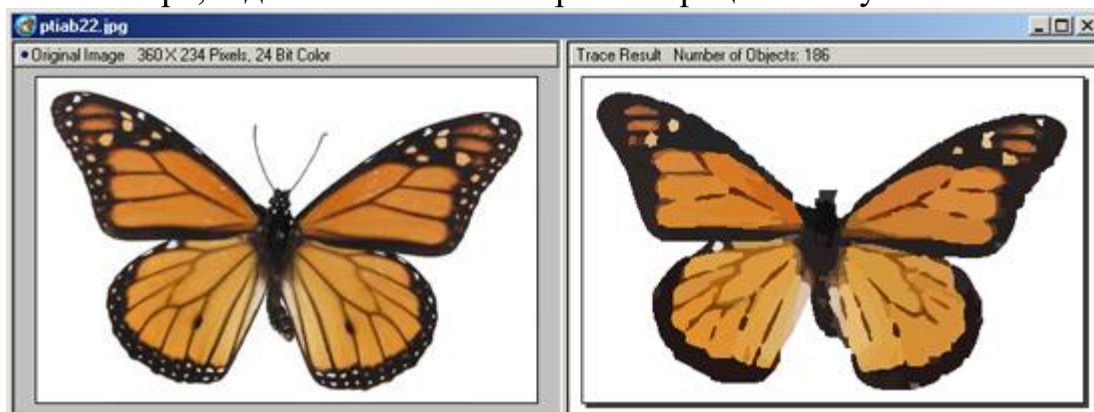 ptiab22.jpg
Original Image 360 X 234 Pixels, 24 Bit Color
Trace Result Number of Objects: 186